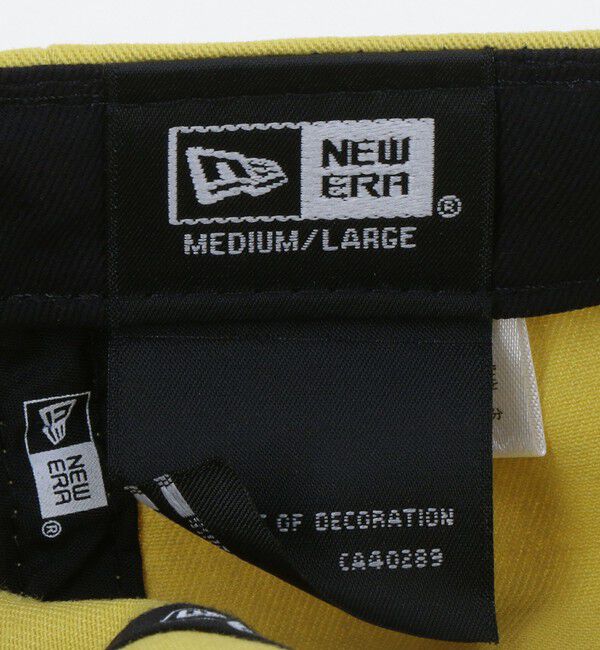 NEW
ERA
®
MEDIUM/LARGE
NEW
ERA
®
OF DECORATION
CA40289